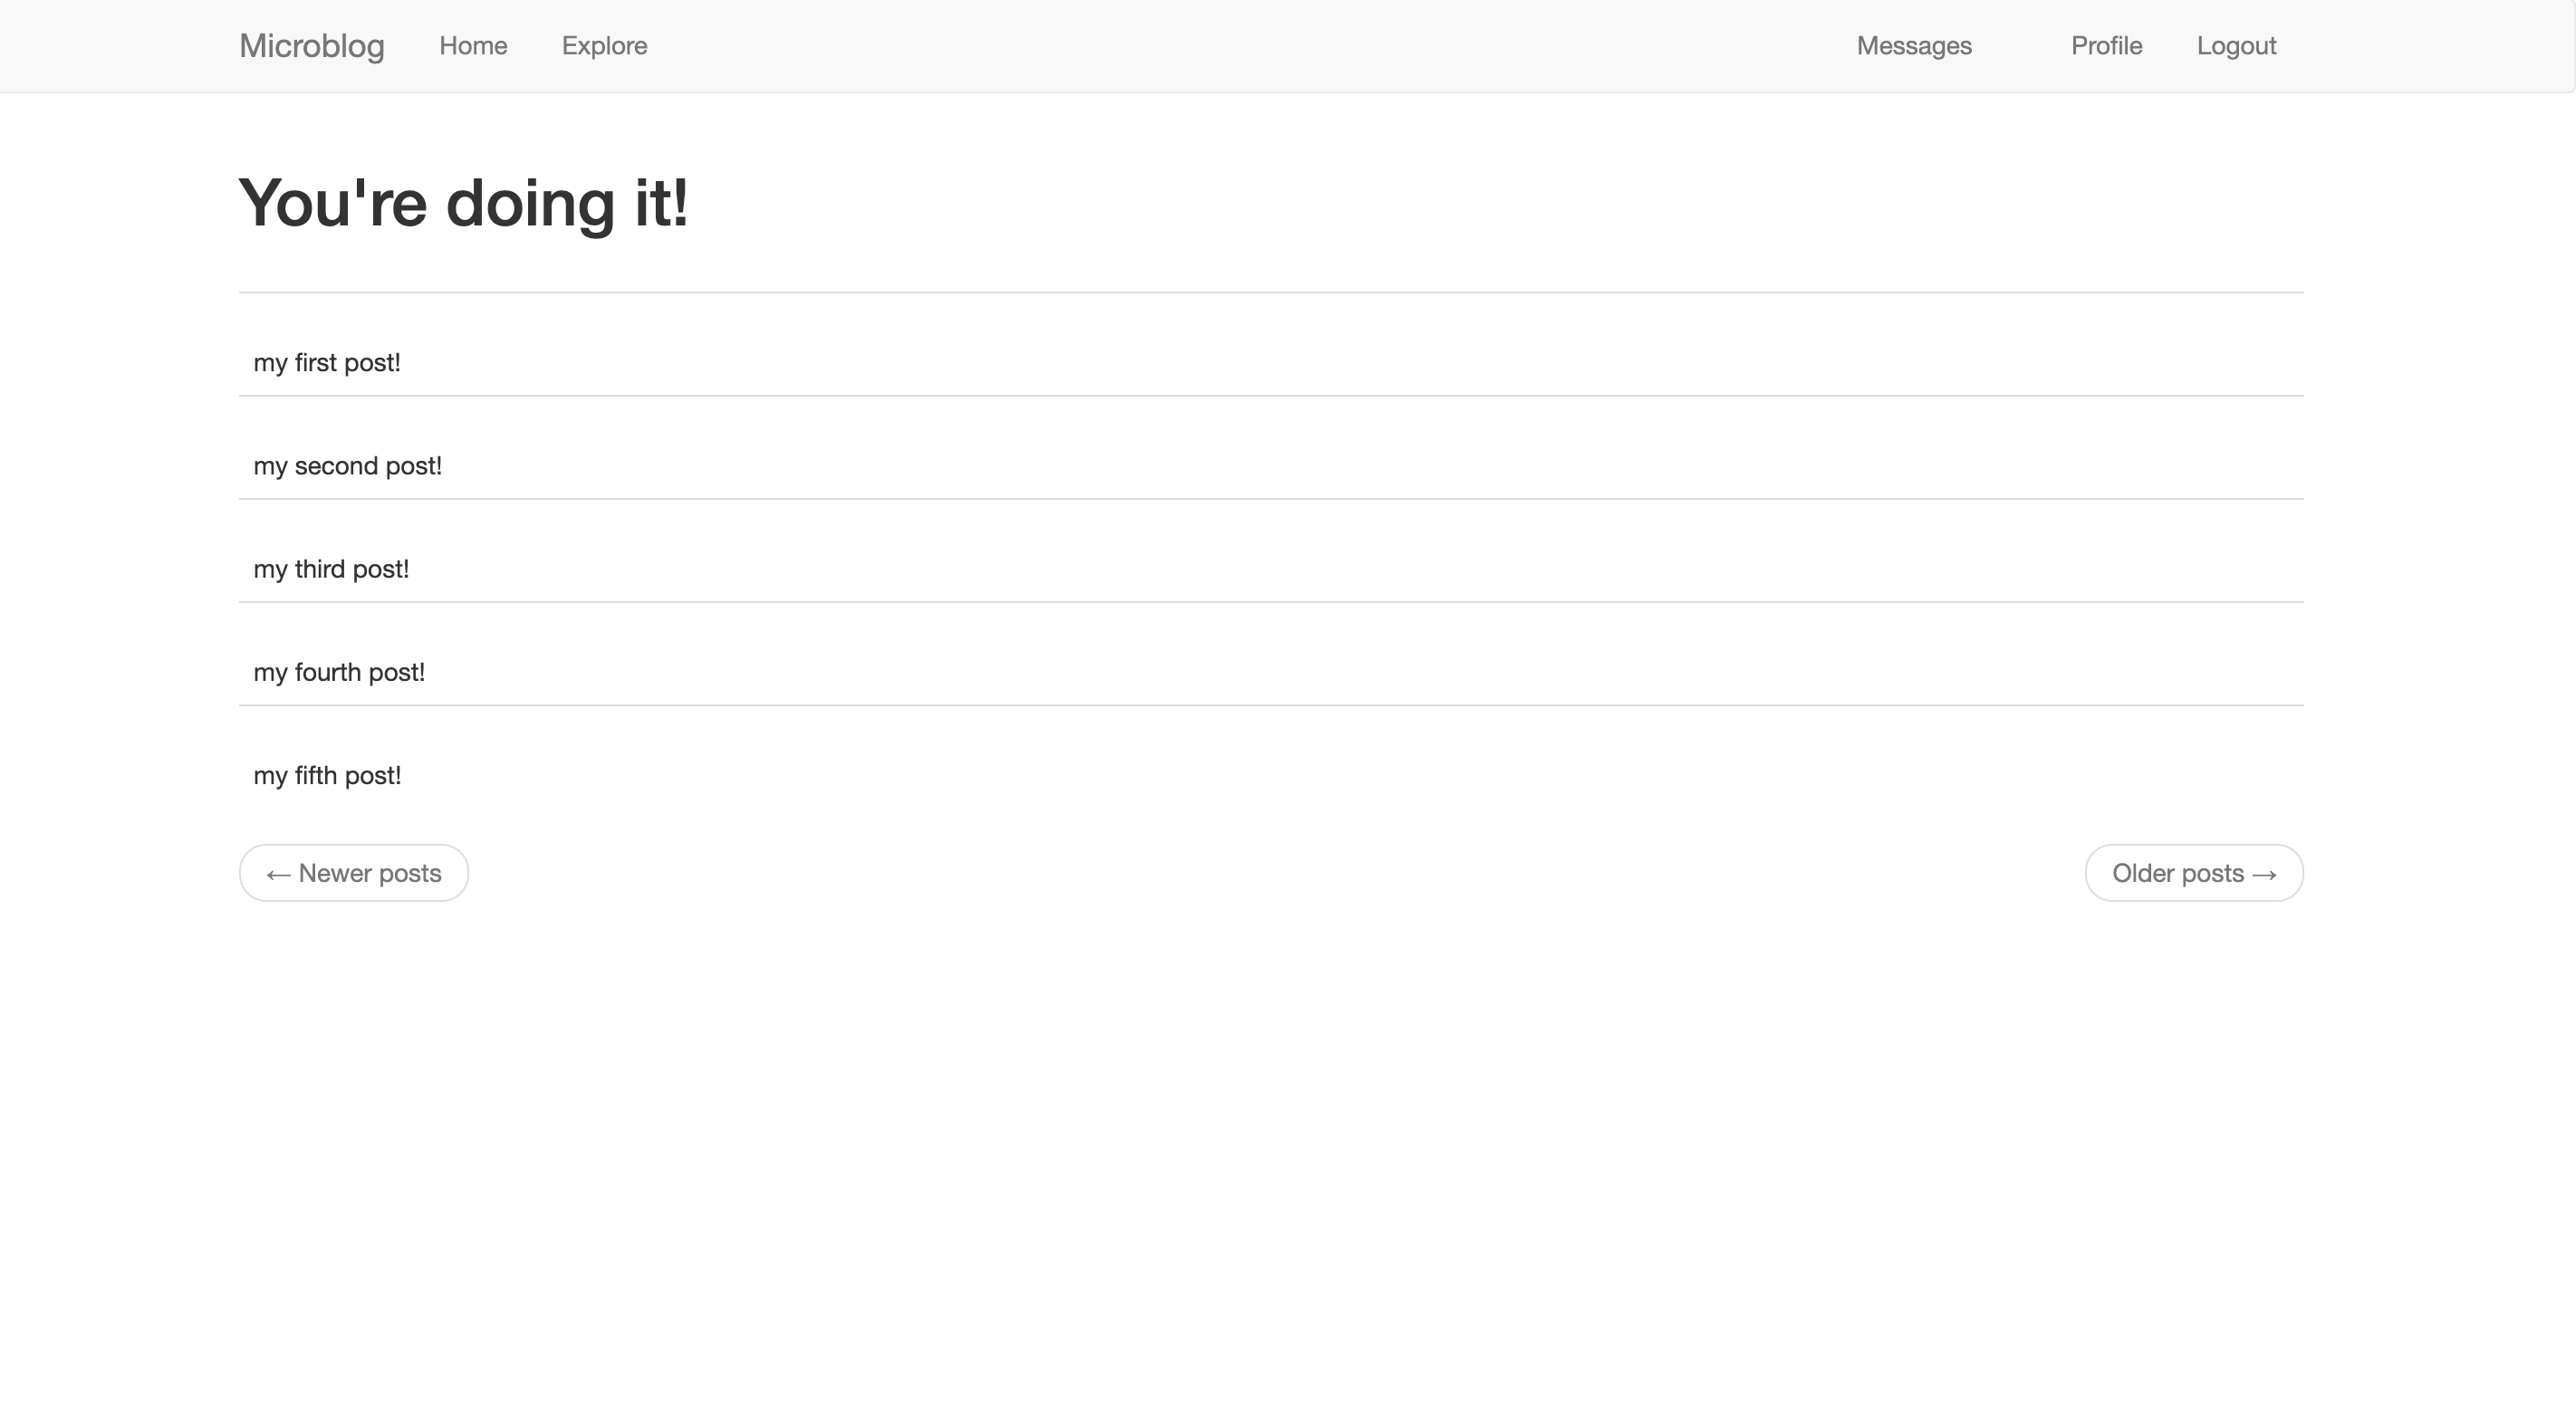 Microblog Home Explore Messages Profile Logout
You're doing it!
my first post!
my second post!
my third post!
my fourth post!
my fifth post!
← Newer posts Older posts →